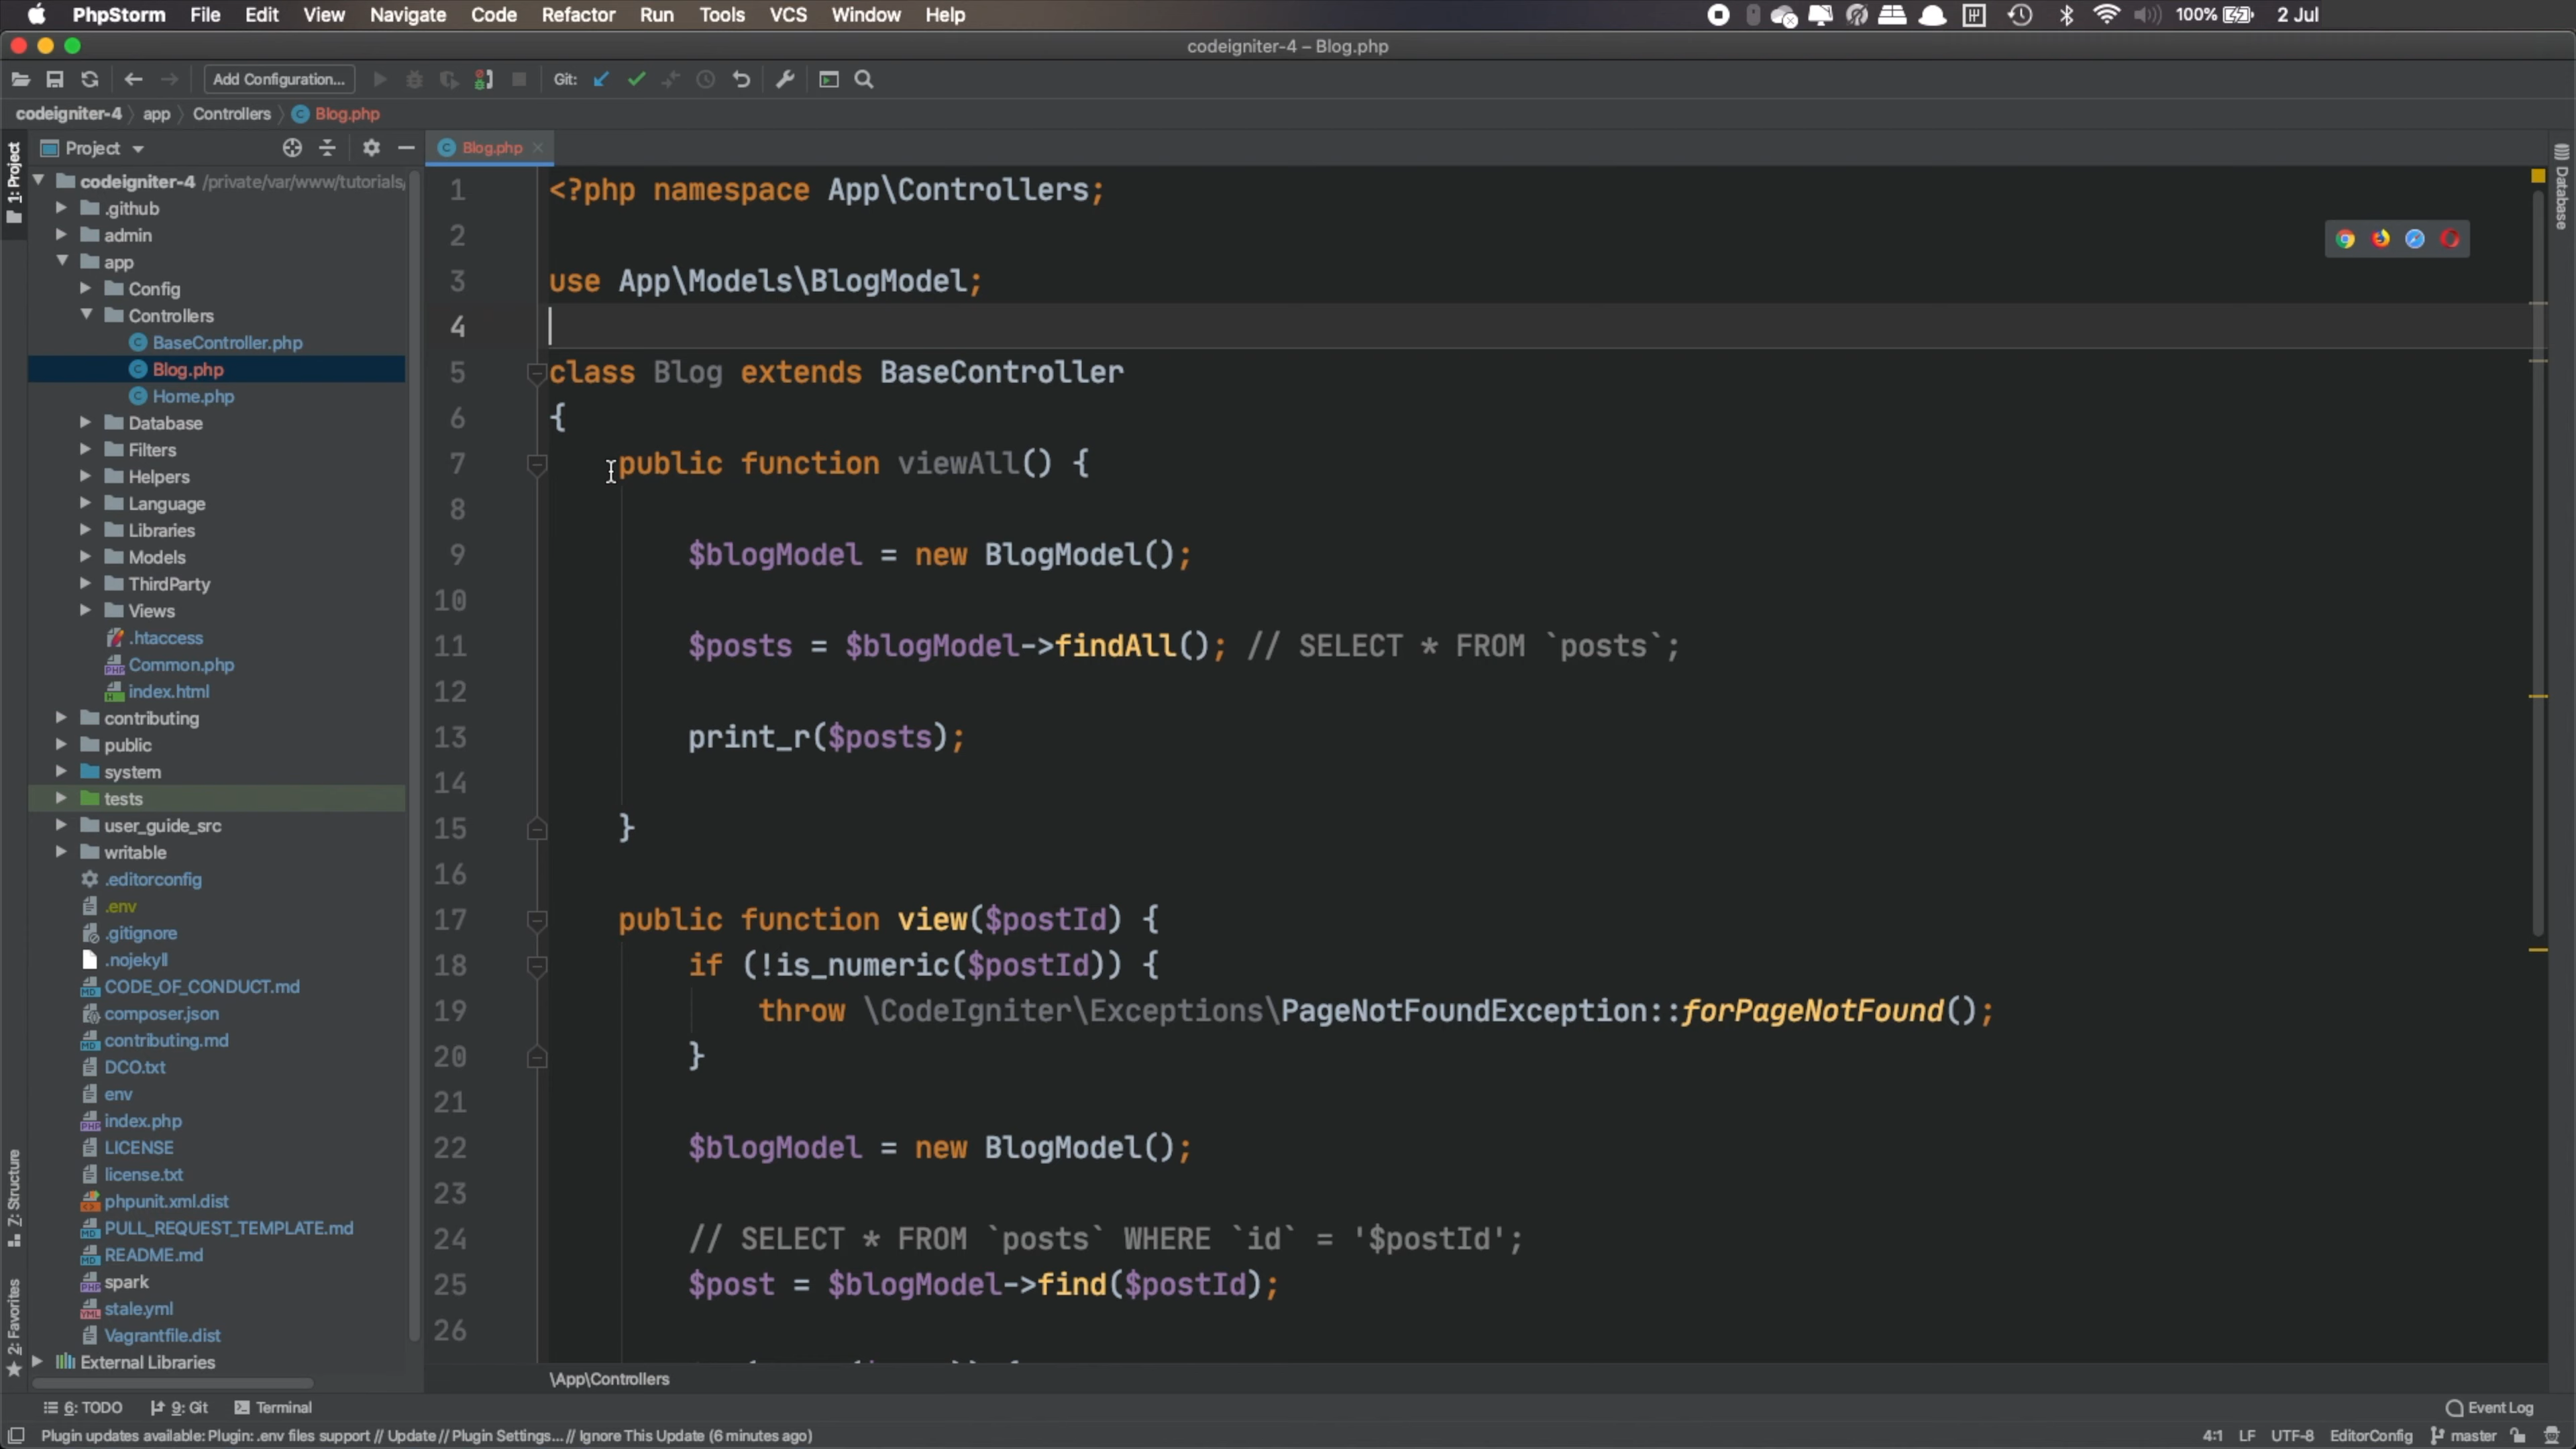 PhpStorm File Edit View Navigate Code Refactor Run Tools VCS Window Help 100% 2 Jul
codeigniter-4 – Blog.php
Add Configuration... Git:
codeigniter-4 app Controllers Blog.php
Project
Blog.php
1: Project
Database
codeigniter-4 /private/var/www/tutorials/
.github
admin
app
Config
Controllers
BaseController.php
Blog.php
Home.php
Database
Filters
Helpers
Language
Libraries
Models
ThirdParty
Views
.htaccess
Common.php
index.html
contributing
public
system
tests
user_guide_src
writable
.editorconfig
.env
.gitignore
.nojekyll
CODE_OF_CONDUCT.md
composer.json
contributing.md
DCO.txt
env
index.php
LICENSE
license.txt
phpunit.xml.dist
PULL_REQUEST_TEMPLATE.md
README.md
spark
stale.yml
Vagrantfile.dist
External Libraries
Z: Structure
2: Favorites
1 <?php namespace App\Controllers;
2
3 use App\Models\BlogModel;
4
5 class Blog extends BaseController
6 {
7 public function viewAll() {
8
9 $blogModel = new BlogModel();
10
11 $posts = $blogModel->findAll(); // SELECT * FROM `posts`;
12
13 print_r($posts);
14
15 }
16
17 public function view($postId) {
18 if (!is_numeric($postId)) {
19 throw \CodeIgniter\Exceptions\PageNotFoundException::forPageNotFound();
20 }
21
22 $blogModel = new BlogModel();
23
24 // SELECT * FROM `posts` WHERE `id` = '$postId';
25 $post = $blogModel->find($postId);
26
\App\Controllers
6: TODO 9: Git Terminal Event Log
Plugin updates available: Plugin: .env files support // Update // Plugin Settings... // Ignore This Update (6 minutes ago) 4:1 LF UTF-8 EditorConfig master